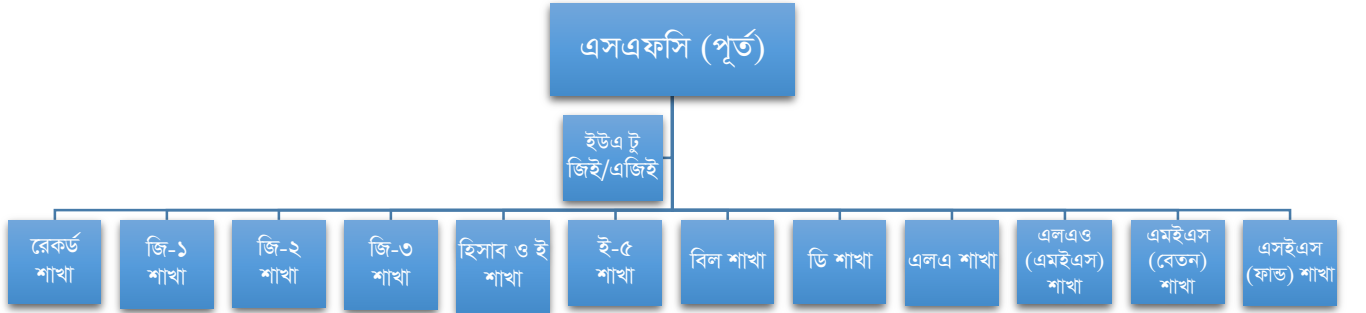 এসএফসি (পূর্ত)
ইউএ টু
জিই/এজিই
রেকর্ড
শাখা
জি-১
শাখা
জি-২
শাখা
জি-৩
শাখা
হিসাব ও ই
শাখা
ই-৫
শাখা
বিল শাখা
ডি শাখা
এলএ শাখা
এলএও
(এমইএস)
শাখা
এমইএস
(বেতন)
শাখা
এসইএস
(ফান্ড) শাখা